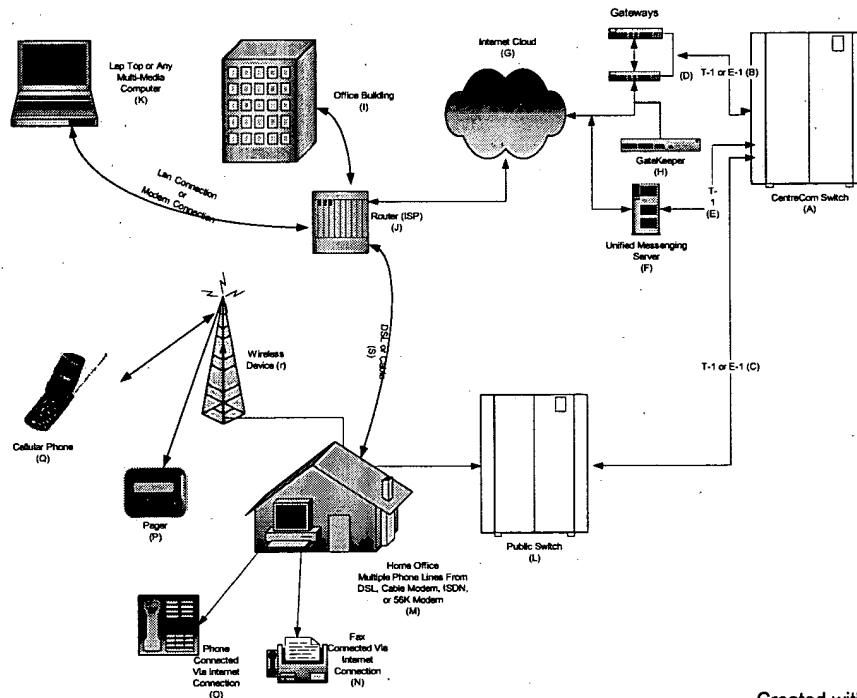 Gateways
Internet Cloud
(G)
Lap Top or Any
Multi-Media
Computer
(K)
Office Building
(I)
(D)
T-1 or E-1 (B)
GateKeeper
(H)
T-
1
(E)
CentreCom Switch
(A)
Lan Connection
or
Modem Connection
Router (ISP)
(J)
Unified Messenging
Server
(F)
DSL or Cable
(S)
Wireless
Device (r)
T-1 or E-1 (C)
Cellular Phone
(Q)
Pager
(P)
Public Switch
(L)
Home Office
Multiple Phone Lines From
DSL, Cable Modem, ISDN,
or 56K Modem
(M)
Phone
Connected
Via Internet
Connection
(O)
Fax
Connected Via
Internet
Connection
(N)
Created with